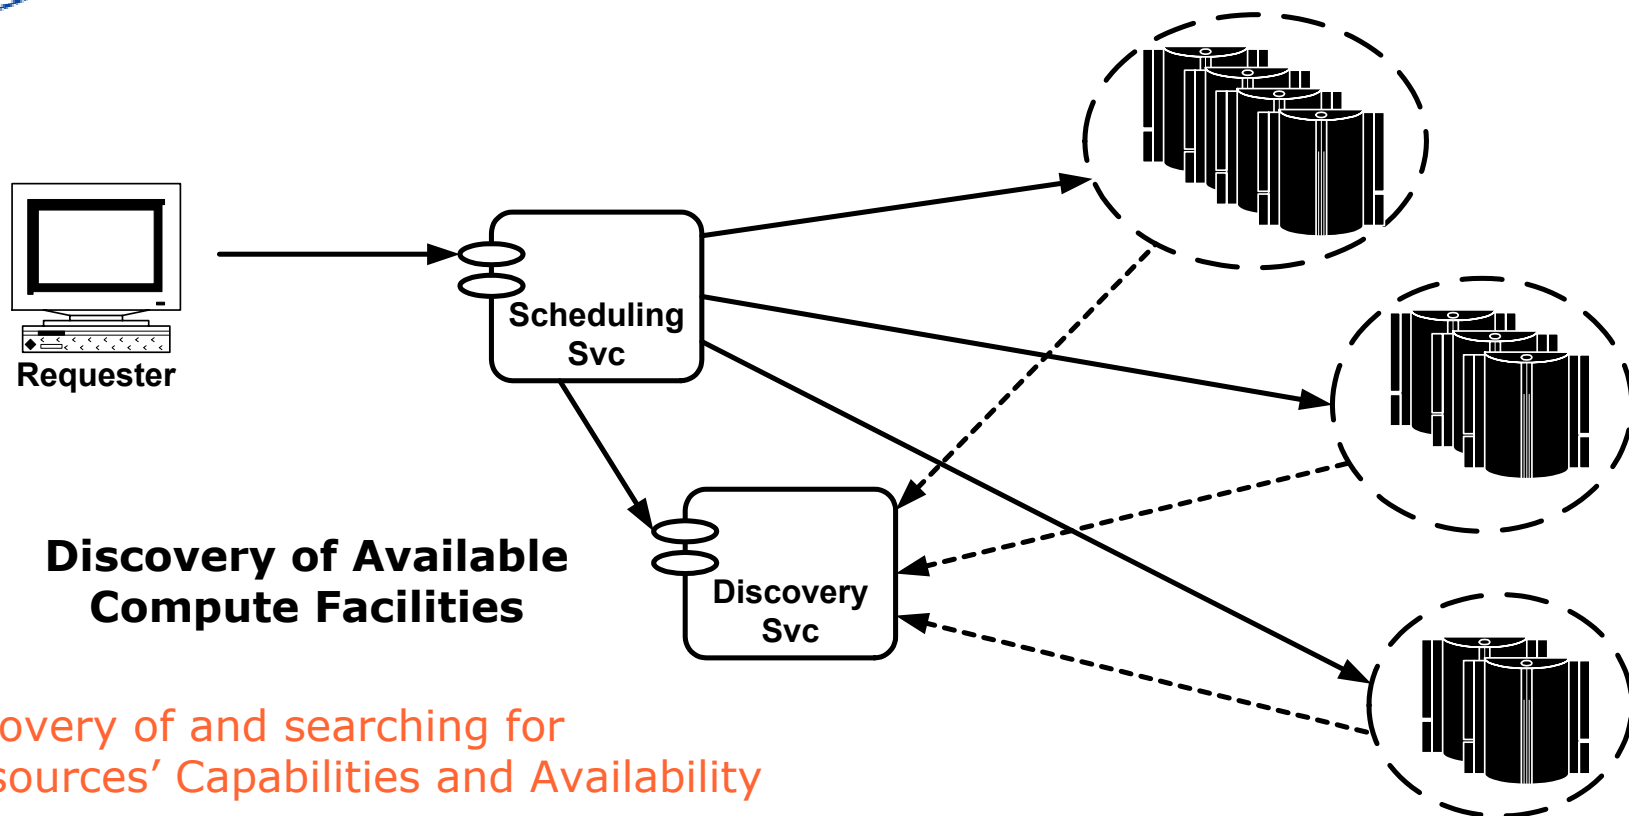 Requester
Scheduling
Svc
Discovery
Svc
Discovery of Available
Compute Facilities
overy of and searching for
sources’ Capabilities and Availability